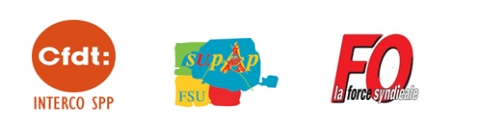 Cfdt:
INTERCO SPP
SUPAp
FSU
FO
la force syndicale